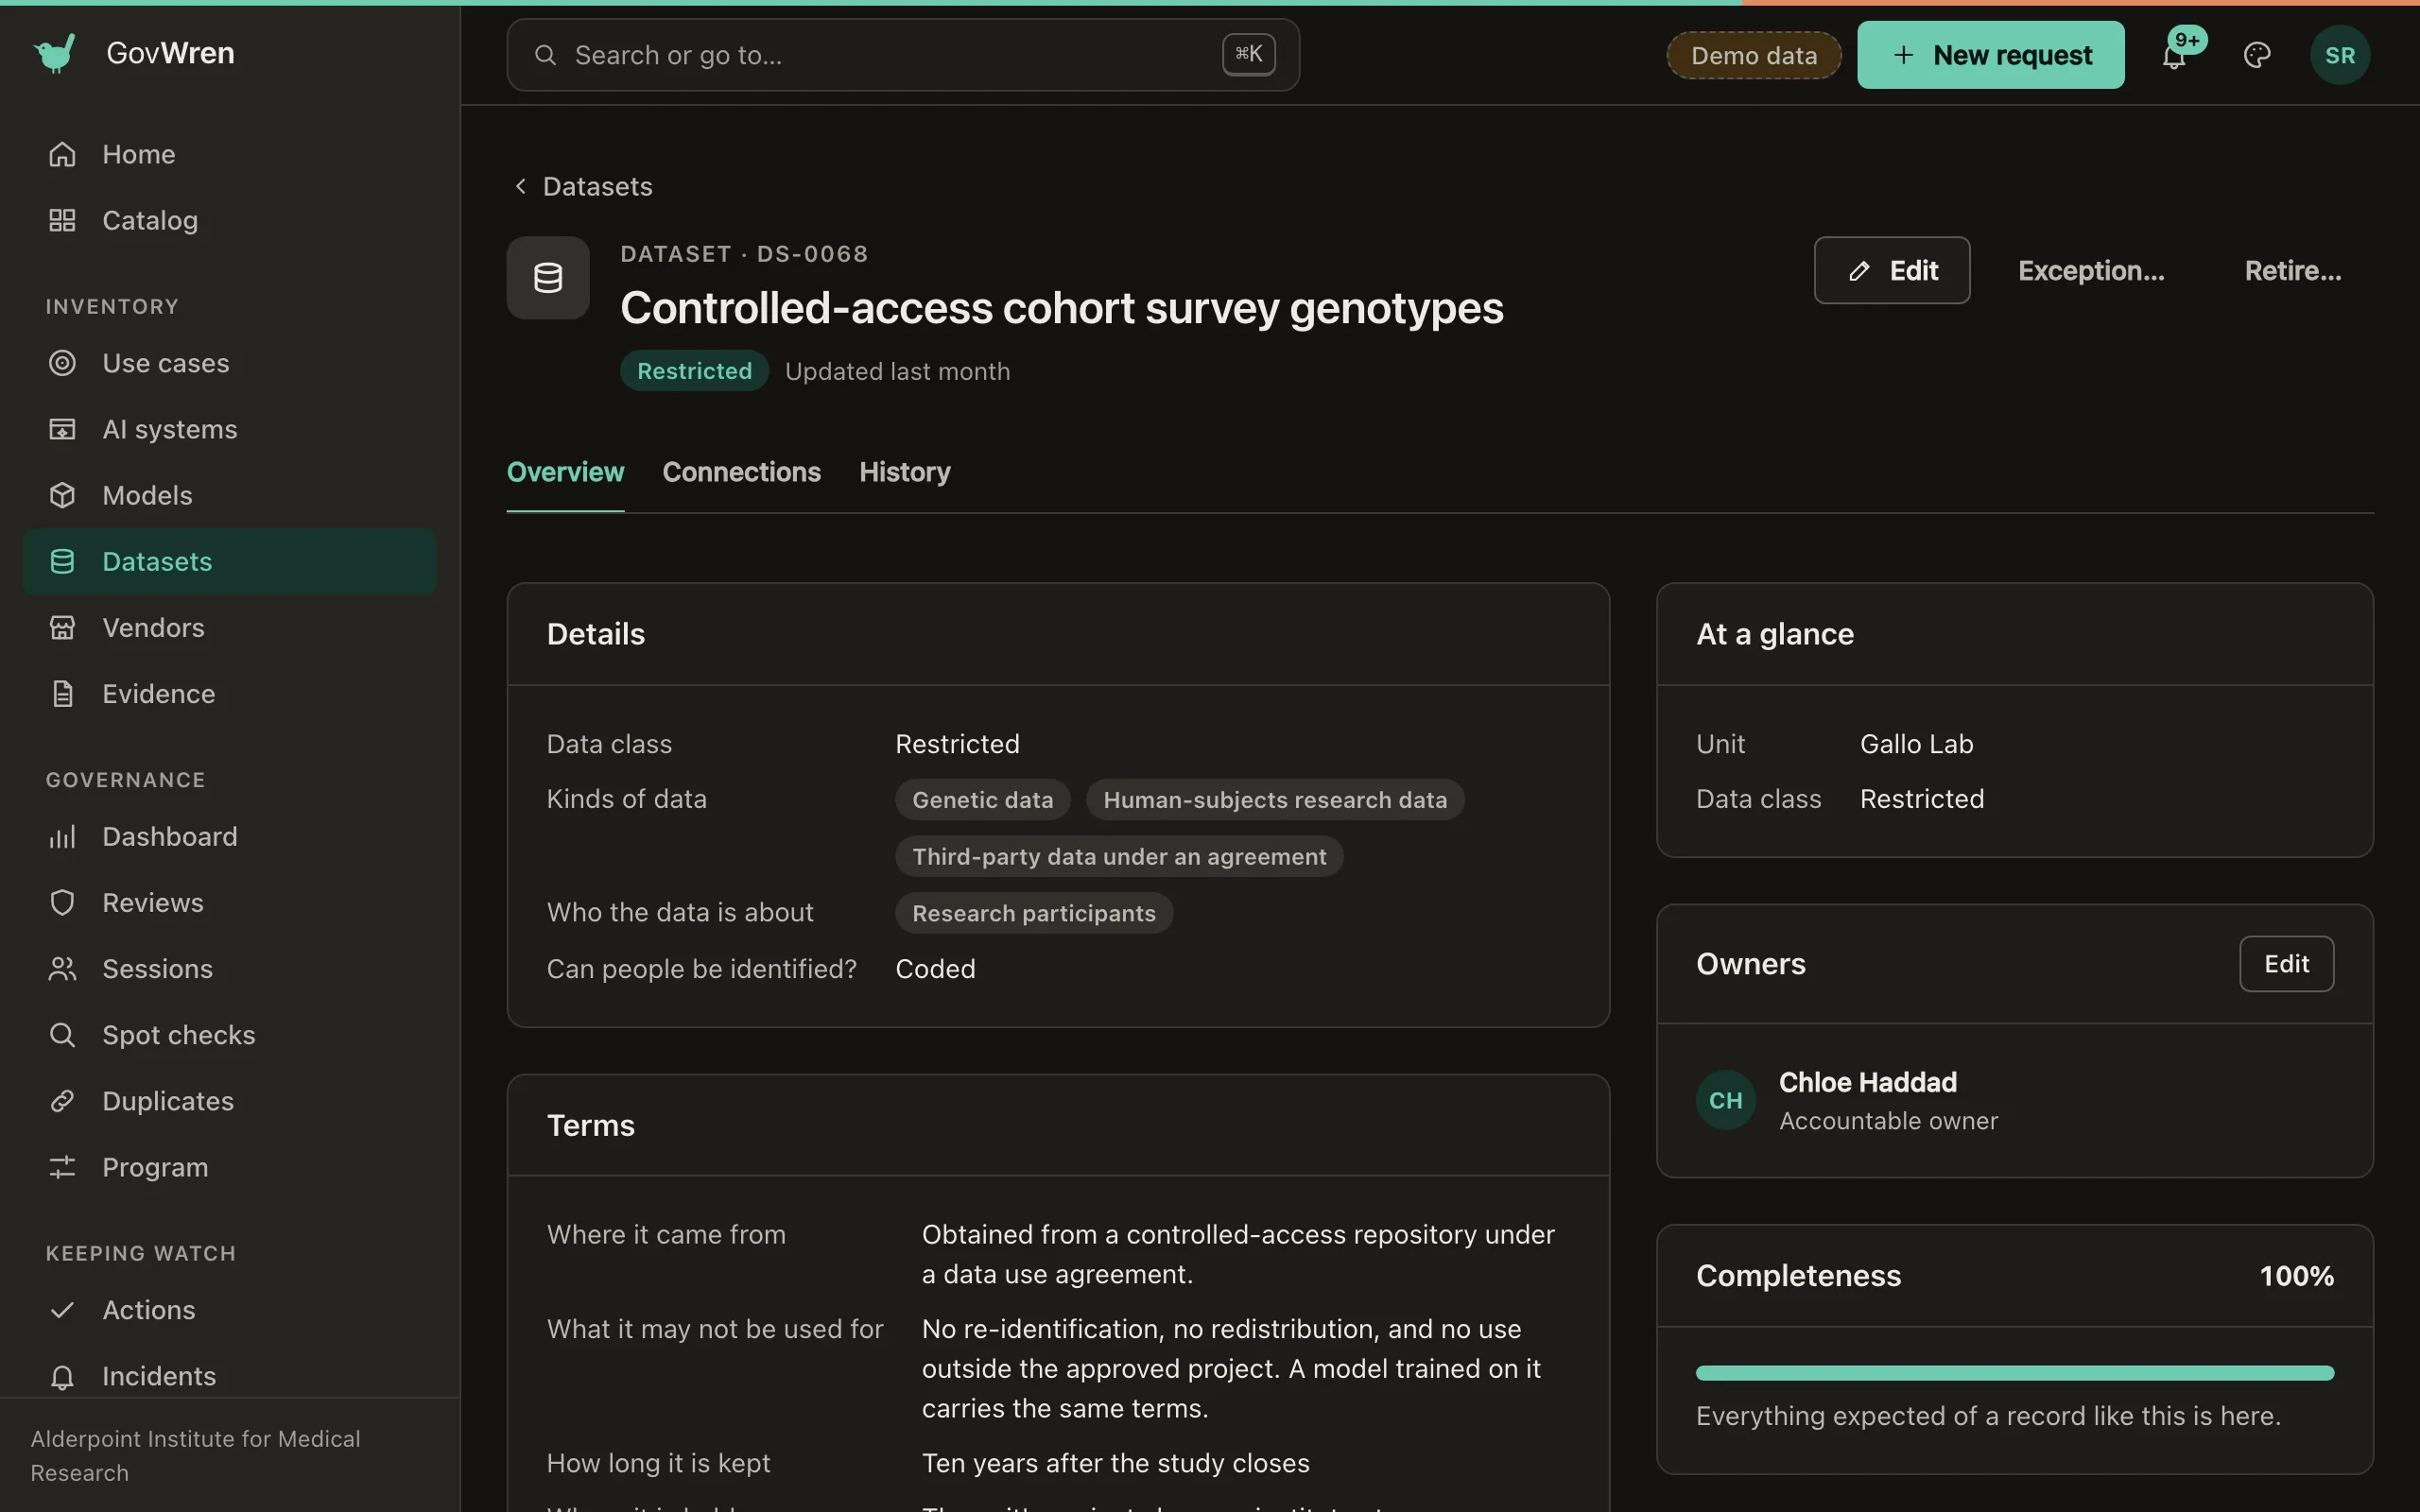 GovWren
Search or go to...
⌘K
Demo data
New request
9+
SR
Home
Catalog
INVENTORY
Use cases
AI systems
Models
Datasets
Vendors
Evidence
GOVERNANCE
Dashboard
Reviews
Sessions
Spot checks
Duplicates
Program
KEEPING WATCH
Actions
Incidents
Alderpoint Institute for Medical
Research
Datasets
DATASET · DS-0068
Controlled-access cohort survey genotypes
Restricted
Updated last month
Edit
Exception...
Retire...
Overview
Connections
History
Details
Data class
Restricted
Kinds of data
Genetic data
Human-subjects research data
Third-party data under an agreement
Who the data is about
Research participants
Can people be identified?
Coded
Terms
Where it came from
Obtained from a controlled-access repository under
a data use agreement.
What it may not be used for
No re-identification, no redistribution, and no use
outside the approved project. A model trained on it
carries the same terms.
How long it is kept
Ten years after the study closes
At a glance
Unit
Gallo Lab
Data class
Restricted
Owners
Edit
CH
Chloe Haddad
Accountable owner
Completeness
100%
Everything expected of a record like this is here.